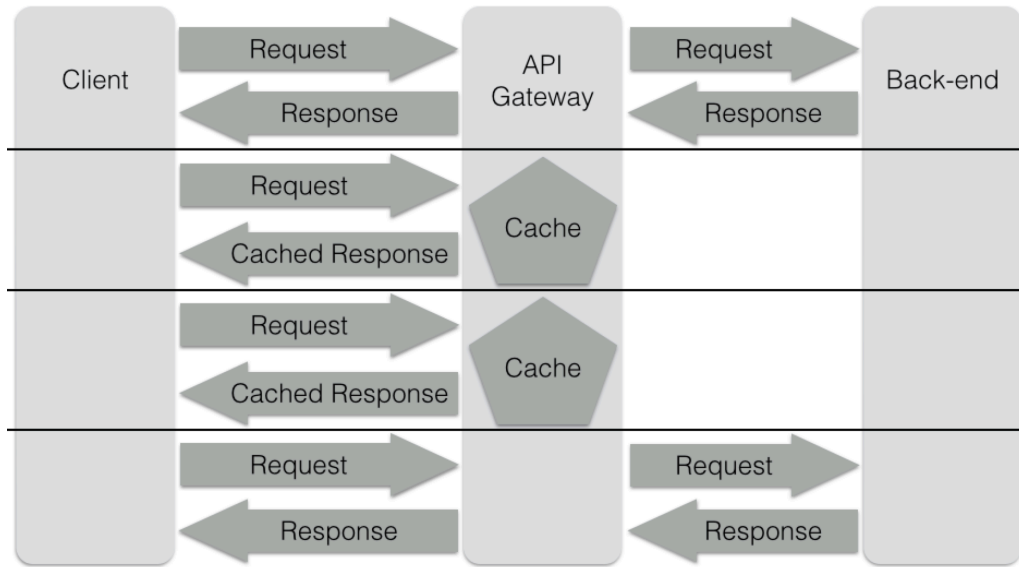 Request
Request
Client
API
Gateway
Back-end
Response
Response
Request
Cache
Cached Response
Request
Cache
Cached Response
Request
Request
Response
Response